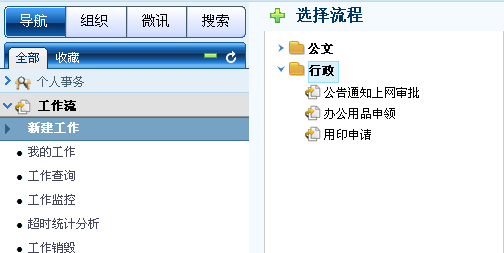 导航 组织 微讯 搜索
全部 收藏
个人事务
工作流
新建工作
我的工作
工作查询
工作监控
超时统计分析
工作销毁
选择流程
公文
行政
公告通知上网审批
办公用品申领
用印申请